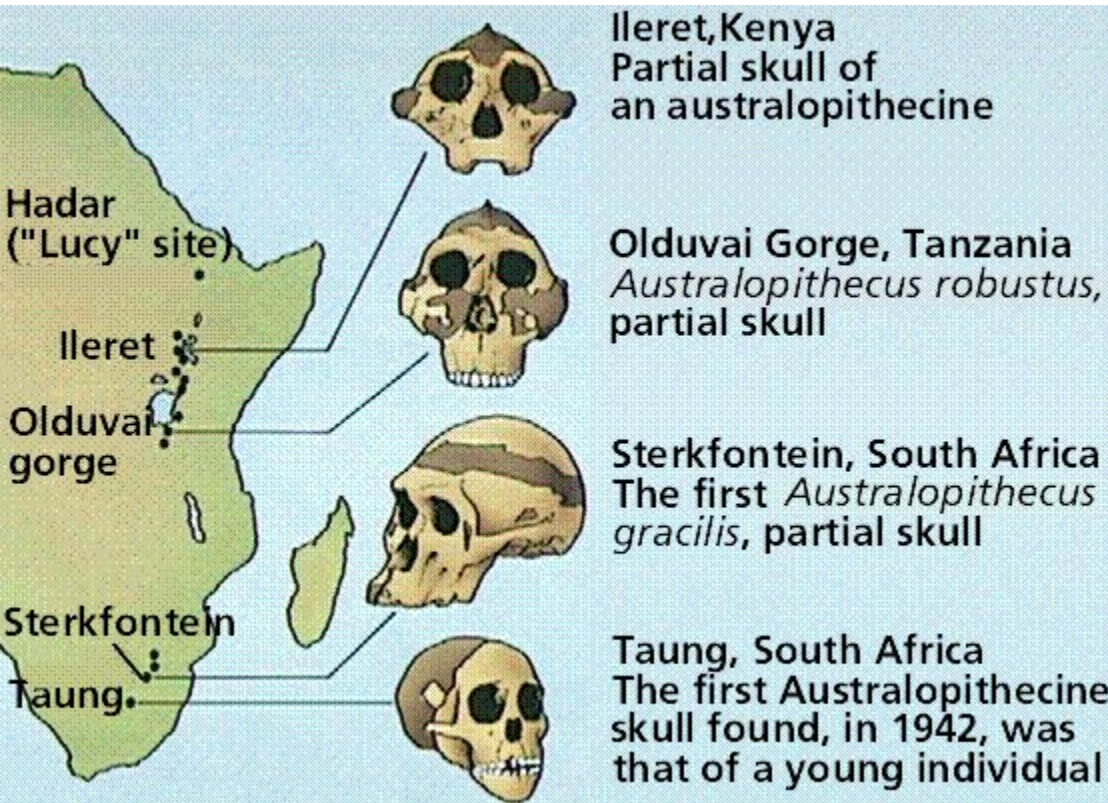 Ileret,Kenya
Partial skull of
an australopithecine
Hadar
("Lucy" site)
Olduvai Gorge, Tanzania
Australopithecus robustus,
partial skull
Ileret
Olduvai
gorge
Sterkfontein, South Africa
The first Australopithecus
gracilis, partial skull
Sterkfontein
Taung
Taung, South Africa
The first Australopithecine
skull found, in 1942, was
that of a young individual